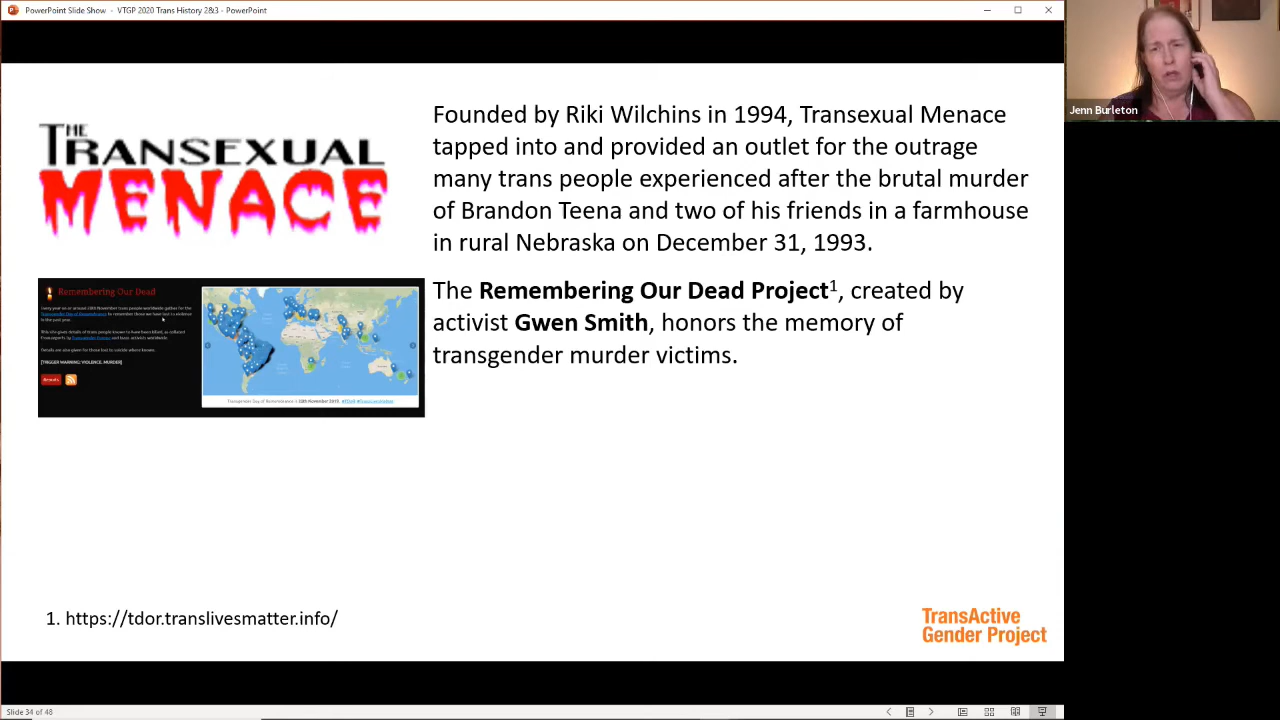 PowerPoint Slide Show - VTGP 2020 Trans History 2&3 - PowerPoint
Jenn Burleton
THE
TRANSEXUAL
MENACE
Founded by Riki Wilchins in 1994, Transexual Menace
tapped into and provided an outlet for the outrage
many trans people experienced after the brutal murder
of Brandon Teena and two of his friends in a farmhouse
in rural Nebraska on December 31, 1993.
Remembering Our Dead
[TRIGGER WARNING: VIOLENCE, MURDER]
The Remembering Our Dead Project1, created by
activist Gwen Smith, honors the memory of
transgender murder victims.
1. https://tdor.translivesmatter.info/
TransActive
Gender Project
Slide 34 of 48